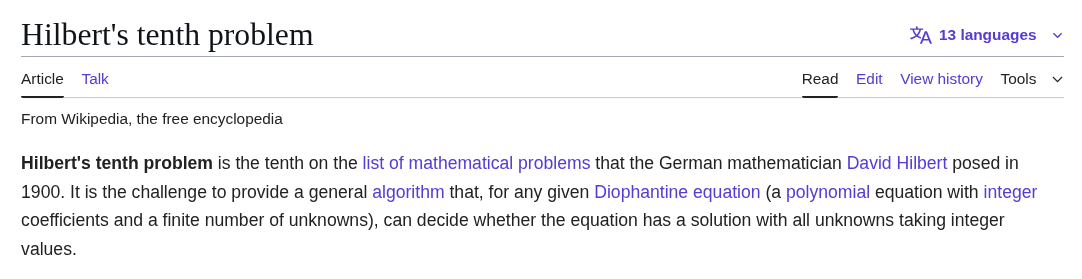 Hilbert's tenth problem
文A 13 languages
Article Talk
Read Edit View history Tools
From Wikipedia, the free encyclopedia
Hilbert's tenth problem is the tenth on the list of mathematical problems that the German mathematician David Hilbert posed in
1900. It is the challenge to provide a general algorithm that, for any given Diophantine equation (a polynomial equation with integer
coefficients and a finite number of unknowns), can decide whether the equation has a solution with all unknowns taking integer
values.